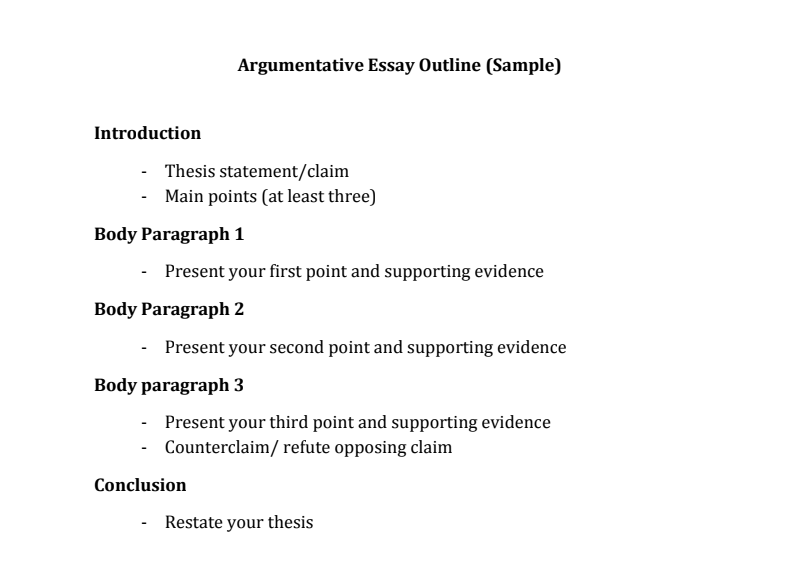 Argumentative Essay Outline (Sample)
Introduction
- Thesis statement/claim
- Main points (at least three)
Body Paragraph 1
- Present your first point and supporting evidence
Body Paragraph 2
- Present your second point and supporting evidence
Body paragraph 3
- Present your third point and supporting evidence
- Counterclaim/ refute opposing claim
Conclusion
- Restate your thesis